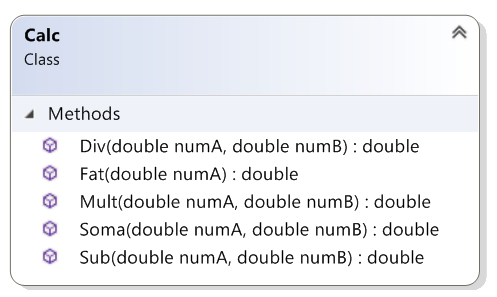 Calc
Class
Methods
Div(double numA, double numB) : double
Fat(double numA) : double
Mult(double numA, double numB) : double
Soma(double numA, double numB) : double
Sub(double numA, double numB) : double